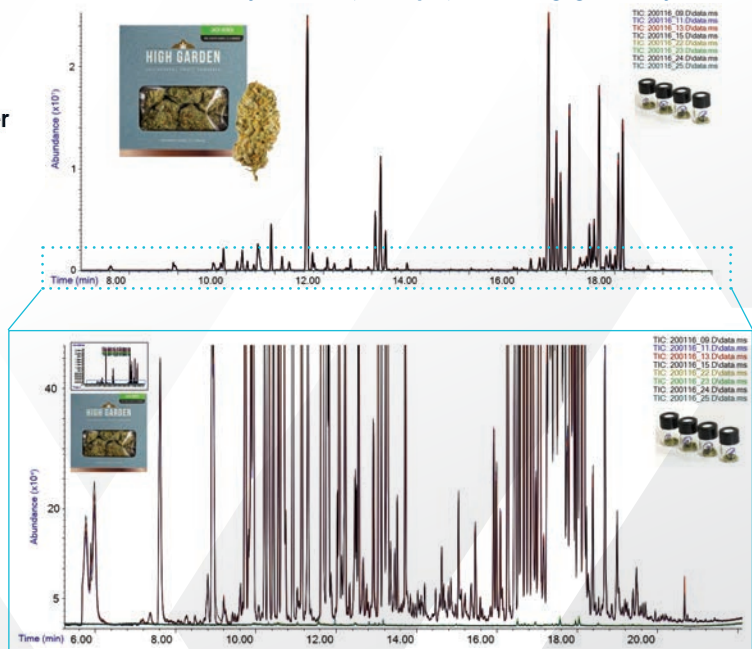 er
TIC: 200116_09.D\data.ms
TIC: 200116_11.D\data.ms
TIC: 200116_13.D\data.ms
TIC: 200116_15.D\data.ms
TIC: 200116_22.D\data.ms
TIC: 200116_23.D\data.ms
TIC: 200116_24.D\data.ms
TIC: 200116_25.D\data.ms
HIGH GARDEN
Abundance (x10⁷)
2
1
0
Time (min)
8.00
10.00
12.00
14.00
16.00
18.00
TIC: 200116_09.D\data.ms
TIC: 200116_11.D\data.ms
TIC: 200116_13.D\data.ms
TIC: 200116_15.D\data.ms
TIC: 200116_22.D\data.ms
TIC: 200116_23.D\data.ms
TIC: 200116_24.D\data.ms
TIC: 200116_25.D\data.ms
HIGH GARDEN
40
20
5
Time (min)
6.00
8.00
10.00
12.00
14.00
16.00
18.00
20.00